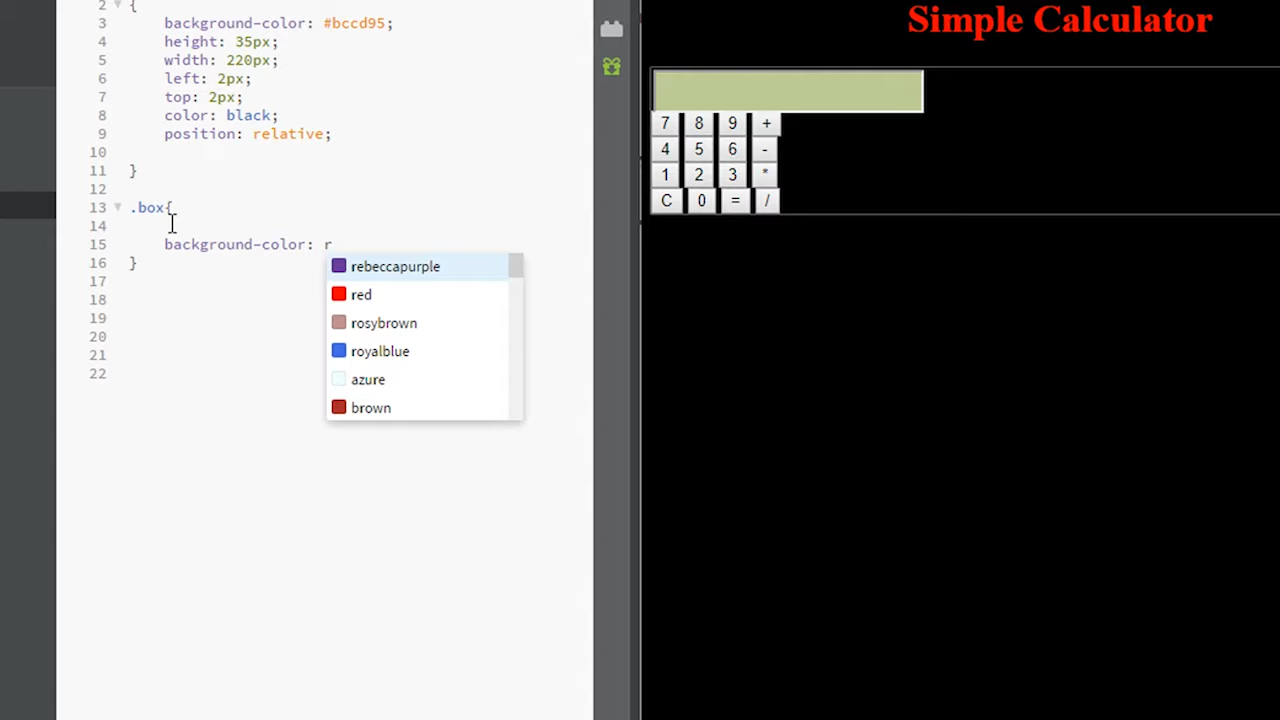 2 {
3 background-color: #bccd95;
4 height: 35px;
5 width: 220px;
6 left: 2px;
7 top: 2px;
8 color: black;
9 position: relative;
10
11 }
12
13 .box{
14
15 background-color: r
16 }
17
18
19
20
21
22
rebeccapurple
red
rosybrown
royalblue
azure
brown
Simple Calculator
7 8 9 +
4 5 6 -
1 2 3 *
C 0 = /